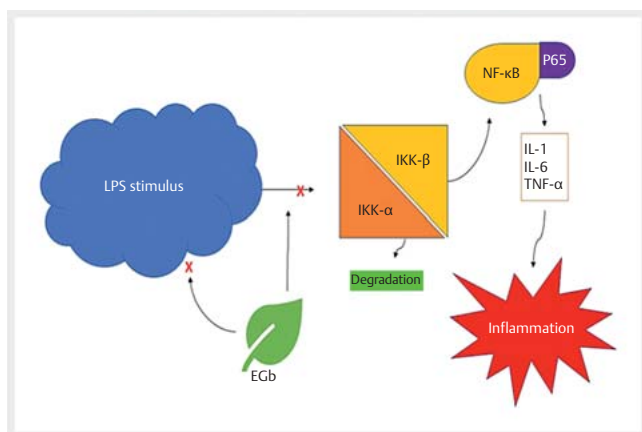 LPS stimulus
IKK-β
IKK-α
Degradation
NF-κB
P65
IL-1
IL-6
TNF-α
Inflammation
EGb